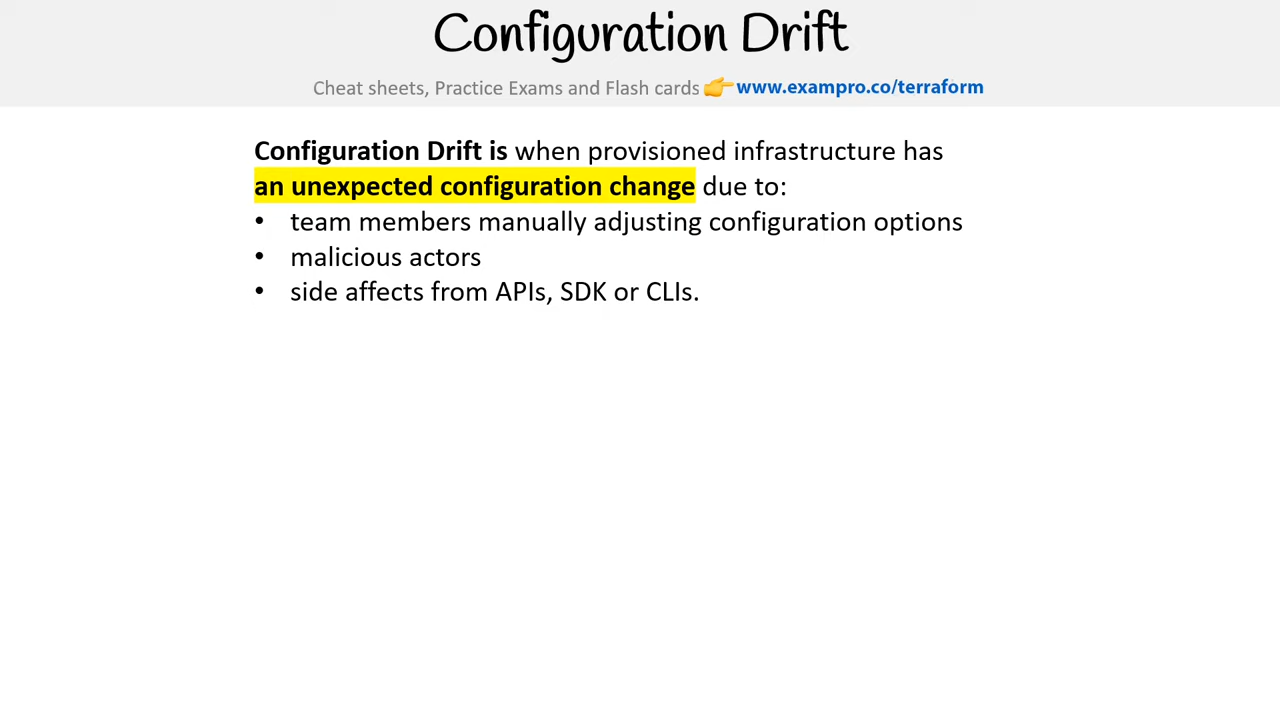 Configuration Drift
Cheat sheets, Practice Exams and Flash cards 👉 www.exampro.co/terraform
Configuration Drift is when provisioned infrastructure has
an unexpected configuration change due to:
• team members manually adjusting configuration options
• malicious actors
• side affects from APIs, SDK or CLIs.